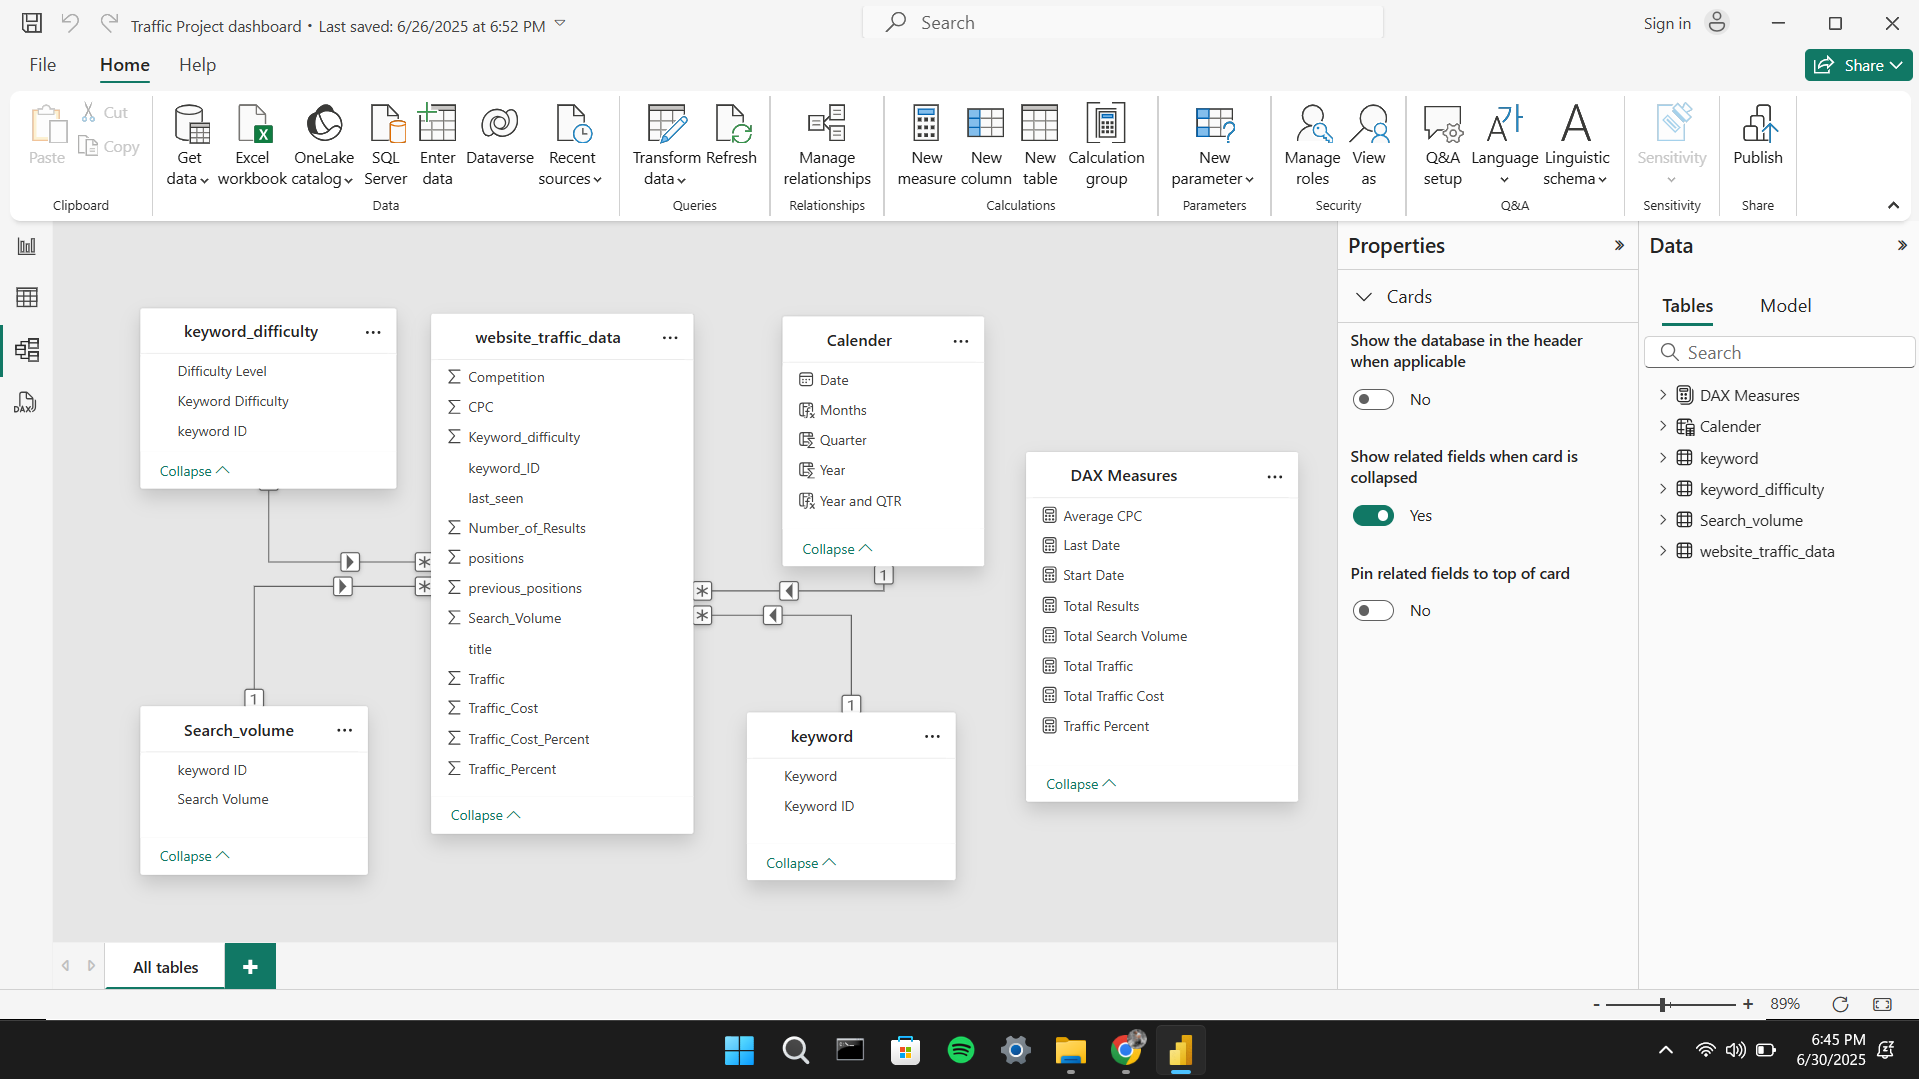 Traffic Project dashboard • Last saved: 6/26/2025 at 6:52 PM
Search
Sign in
File
Home
Help
Share
Paste
Cut
Copy
Clipboard
Get data
Excel workbook
OneLake catalog
SQL Server
Enter data
Dataverse
Recent sources
Data
Transform data
Refresh
Queries
Manage relationships
Relationships
New measure
New column
New table
Calculation group
Calculations
New parameter
Parameters
Manage roles
View as
Security
Q&A setup
Language
Linguistic schema
Q&A
Sensitivity
Sensitivity
Publish
Share
DAX
keyword_difficulty
Difficulty Level
Keyword Difficulty
keyword ID
Collapse
website_traffic_data
Competition
CPC
Keyword_difficulty
keyword_ID
last_seen
Number_of_Results
positions
previous_positions
Search_Volume
title
Traffic
Traffic_Cost
Traffic_Cost_Percent
Traffic_Percent
Collapse
Calender
Date
Months
Quarter
Year
Year and QTR
Collapse
1
DAX Measures
Average CPC
Last Date
Start Date
Total Results
Total Search Volume
Total Traffic
Total Traffic Cost
Traffic Percent
Collapse
1
Search_volume
keyword ID
Search Volume
Collapse
1
keyword
Keyword
Keyword ID
Collapse
Properties
Cards
Show the database in the header
when applicable
No
Show related fields when card is
collapsed
Yes
Pin related fields to top of card
No
Data
Tables
Model
Search
DAX Measures
Calender
keyword
keyword_difficulty
Search_volume
website_traffic_data
All tables
+
- + 89%
6:45 PM
6/30/2025